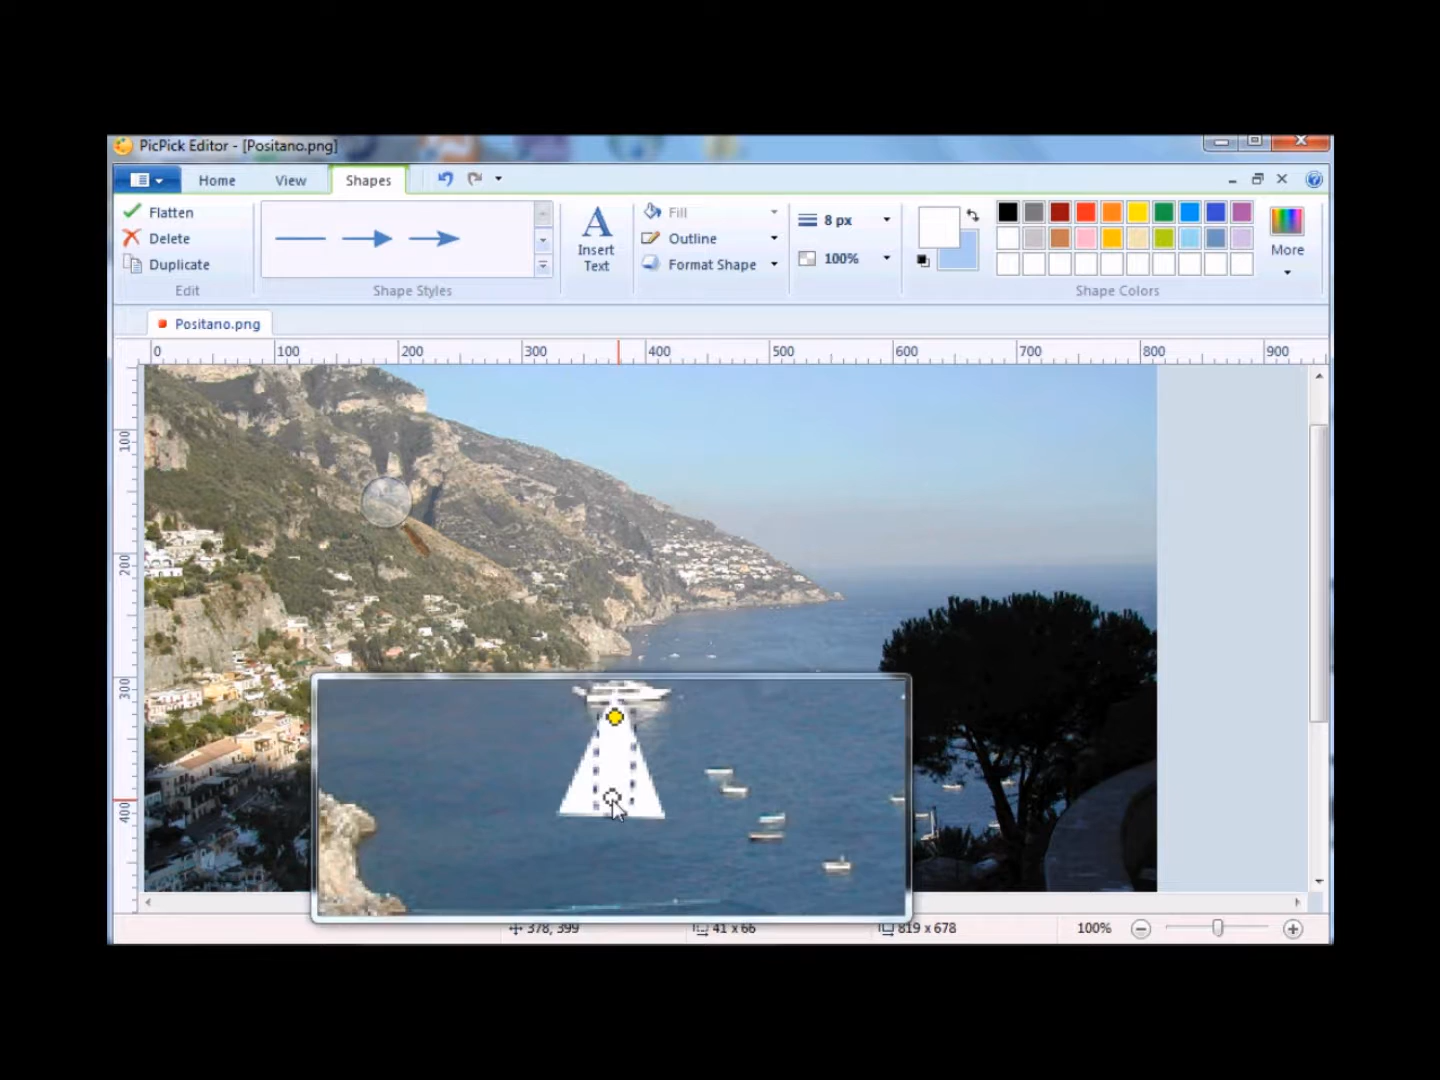 PicPick Editor - [Positano.png]
Home View Shapes
Flatten
Delete
Duplicate
Edit
Shape Styles
A
Insert
Text
Fill
Outline
Format Shape
8 px
100%
More
Shape Colors
Positano.png
0 100 200 300 400 500 600 700 800 900
100
200
300
400
378, 399 41 x 66 819 x 678 100%